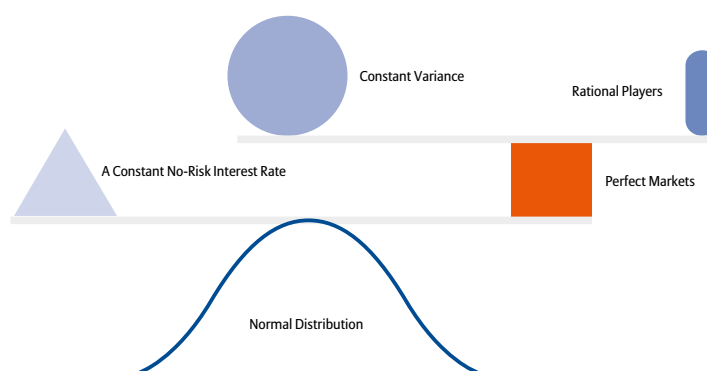 Constant Variance
Rational Players
A Constant No-Risk Interest Rate
Perfect Markets
Normal Distribution